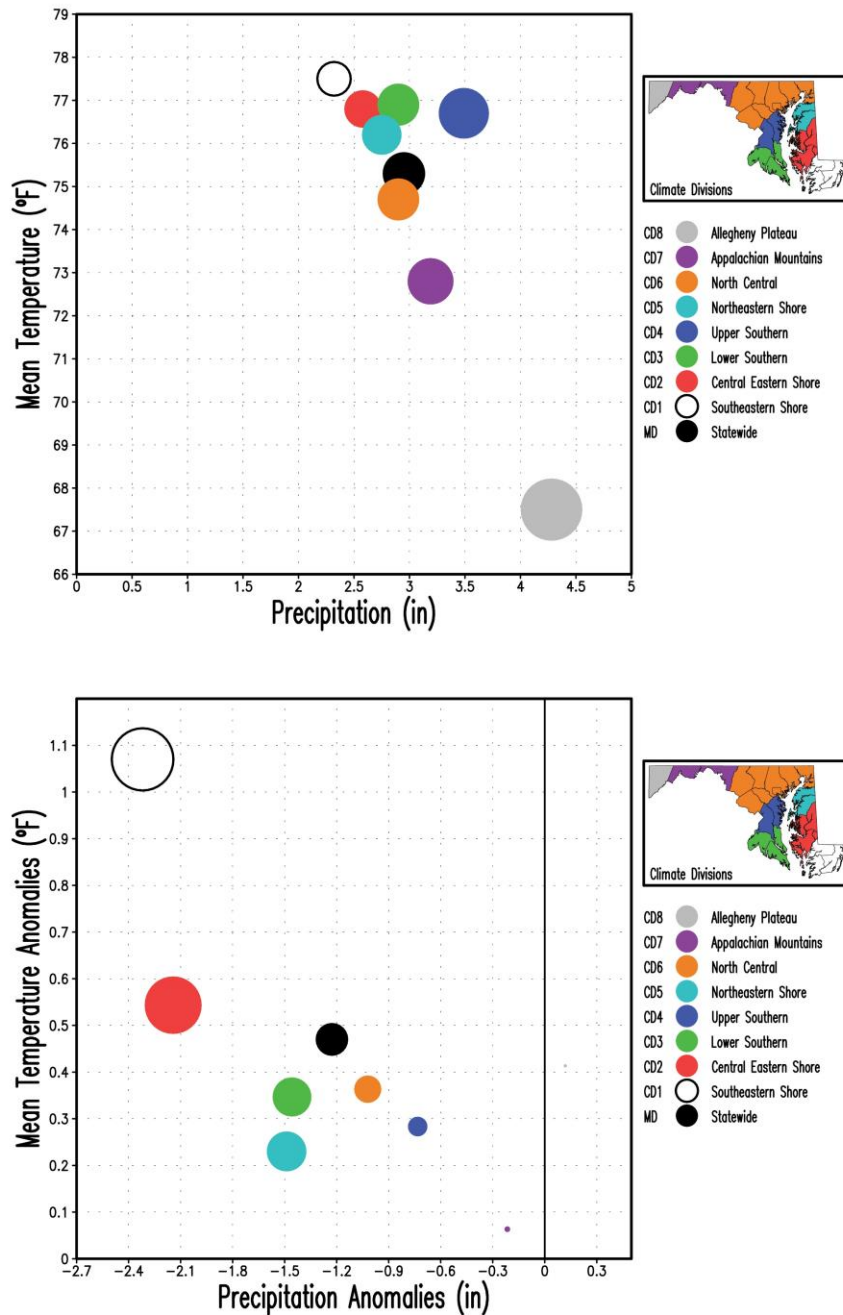 79
78
77
76
75
74
73
72
71
70
69
68
67
66
Mean Temperature (°F)
0 0.5 1 1.5 2 2.5 3 3.5 4 4.5 5
Precipitation (in)
Climate Divisions
CD8 Allegheny Plateau
CD7 Appalachian Mountains
CD6 North Central
CD5 Northeastern Shore
CD4 Upper Southern
CD3 Lower Southern
CD2 Central Eastern Shore
CD1 Southeastern Shore
MD Statewide
1.1
1
0.9
0.8
0.7
0.6
0.5
0.4
0.3
0.2
0.1
0
Mean Temperature Anomalies (°F)
-2.7 -2.4 -2.1 -1.8 -1.5 -1.2 -0.9 -0.6 -0.3 0 0.3
Precipitation Anomalies (in)
Climate Divisions
CD8 Allegheny Plateau
CD7 Appalachian Mountains
CD6 North Central
CD5 Northeastern Shore
CD4 Upper Southern
CD3 Lower Southern
CD2 Central Eastern Shore
CD1 Southeastern Shore
MD Statewide